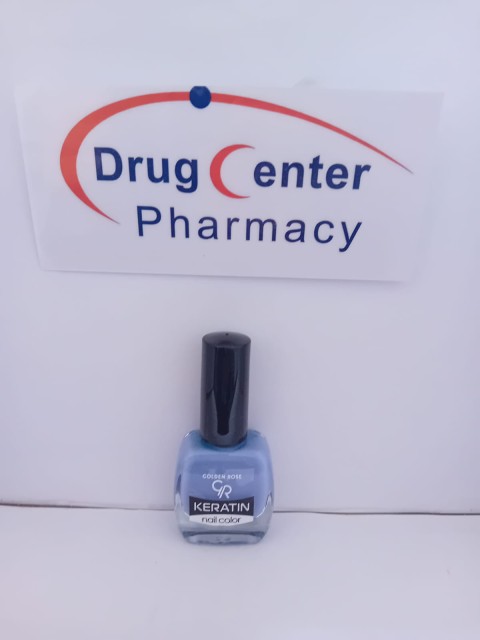 Drug Center
Pharmacy
GOLDEN ROSE
GR
KERATIN
nail color